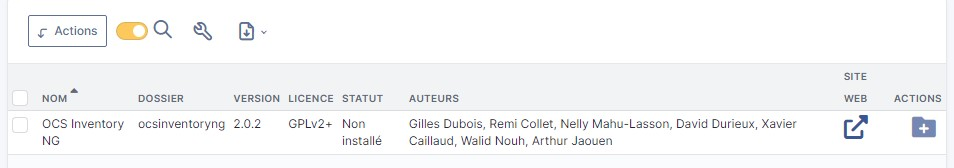 Actions
SITE
NOM DOSSIER VERSION LICENCE STATUT AUTEURS WEB ACTIONS
OCS Inventory ocsinventoryng 2.0.2 GPLv2+ Non Gilles Dubois, Remi Collet, Nelly Mahu-Lasson, David Durieux, Xavier
NG installé Caillaud, Walid Nouh, Arthur Jaouen